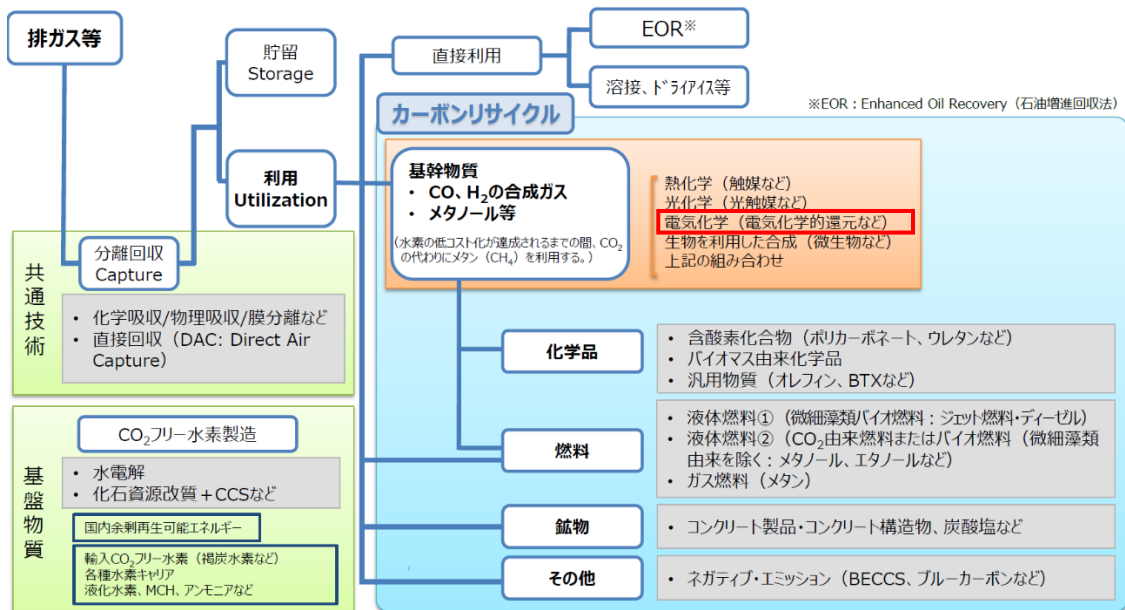 排ガス等
貯留
Storage
利用
Utilization
分離回収
Capture
共通技術
• 化学吸収/物理吸収/膜分離など
• 直接回収（DAC: Direct Air
Capture）
基盤物質
CO₂フリー水素製造
• 水電解
• 化石資源改質+CCSなど
国内余剰再生可能エネルギー
輸入CO₂フリー水素（褐炭水素など）
各種水素キャリア
液化水素、MCH、アンモニアなど
直接利用
EOR※
溶接、ドライアイス等
※EOR：Enhanced Oil Recovery（石油増進回収法）
カーボンリサイクル
基幹物質
• CO、H₂の合成ガス
• メタノール等
（水素の低コスト化が達成されるまでの間、CO₂
の代わりにメタン（CH₄）を利用する。）
熱化学（触媒など）
光化学（光触媒など）
電気化学（電気化学的還元など）
生物を利用した合成（微生物など）
上記の組み合わせ
化学品
• 含酸素化合物（ポリカーボネート、ウレタンなど）
• バイオマス由来化学品
• 汎用物質（オレフィン、BTXなど）
燃料
• 液体燃料①（微細藻類バイオ燃料：ジェット燃料・ディーゼル）
• 液体燃料②（CO₂由来燃料またはバイオ燃料（微細藻類
由来を除く：メタノール、エタノールなど）
• ガス燃料（メタン）
鉱物
• コンクリート製品・コンクリート構造物、炭酸塩など
その他
• ネガティブ・エミッション（BECCS、ブルーカーボンなど）